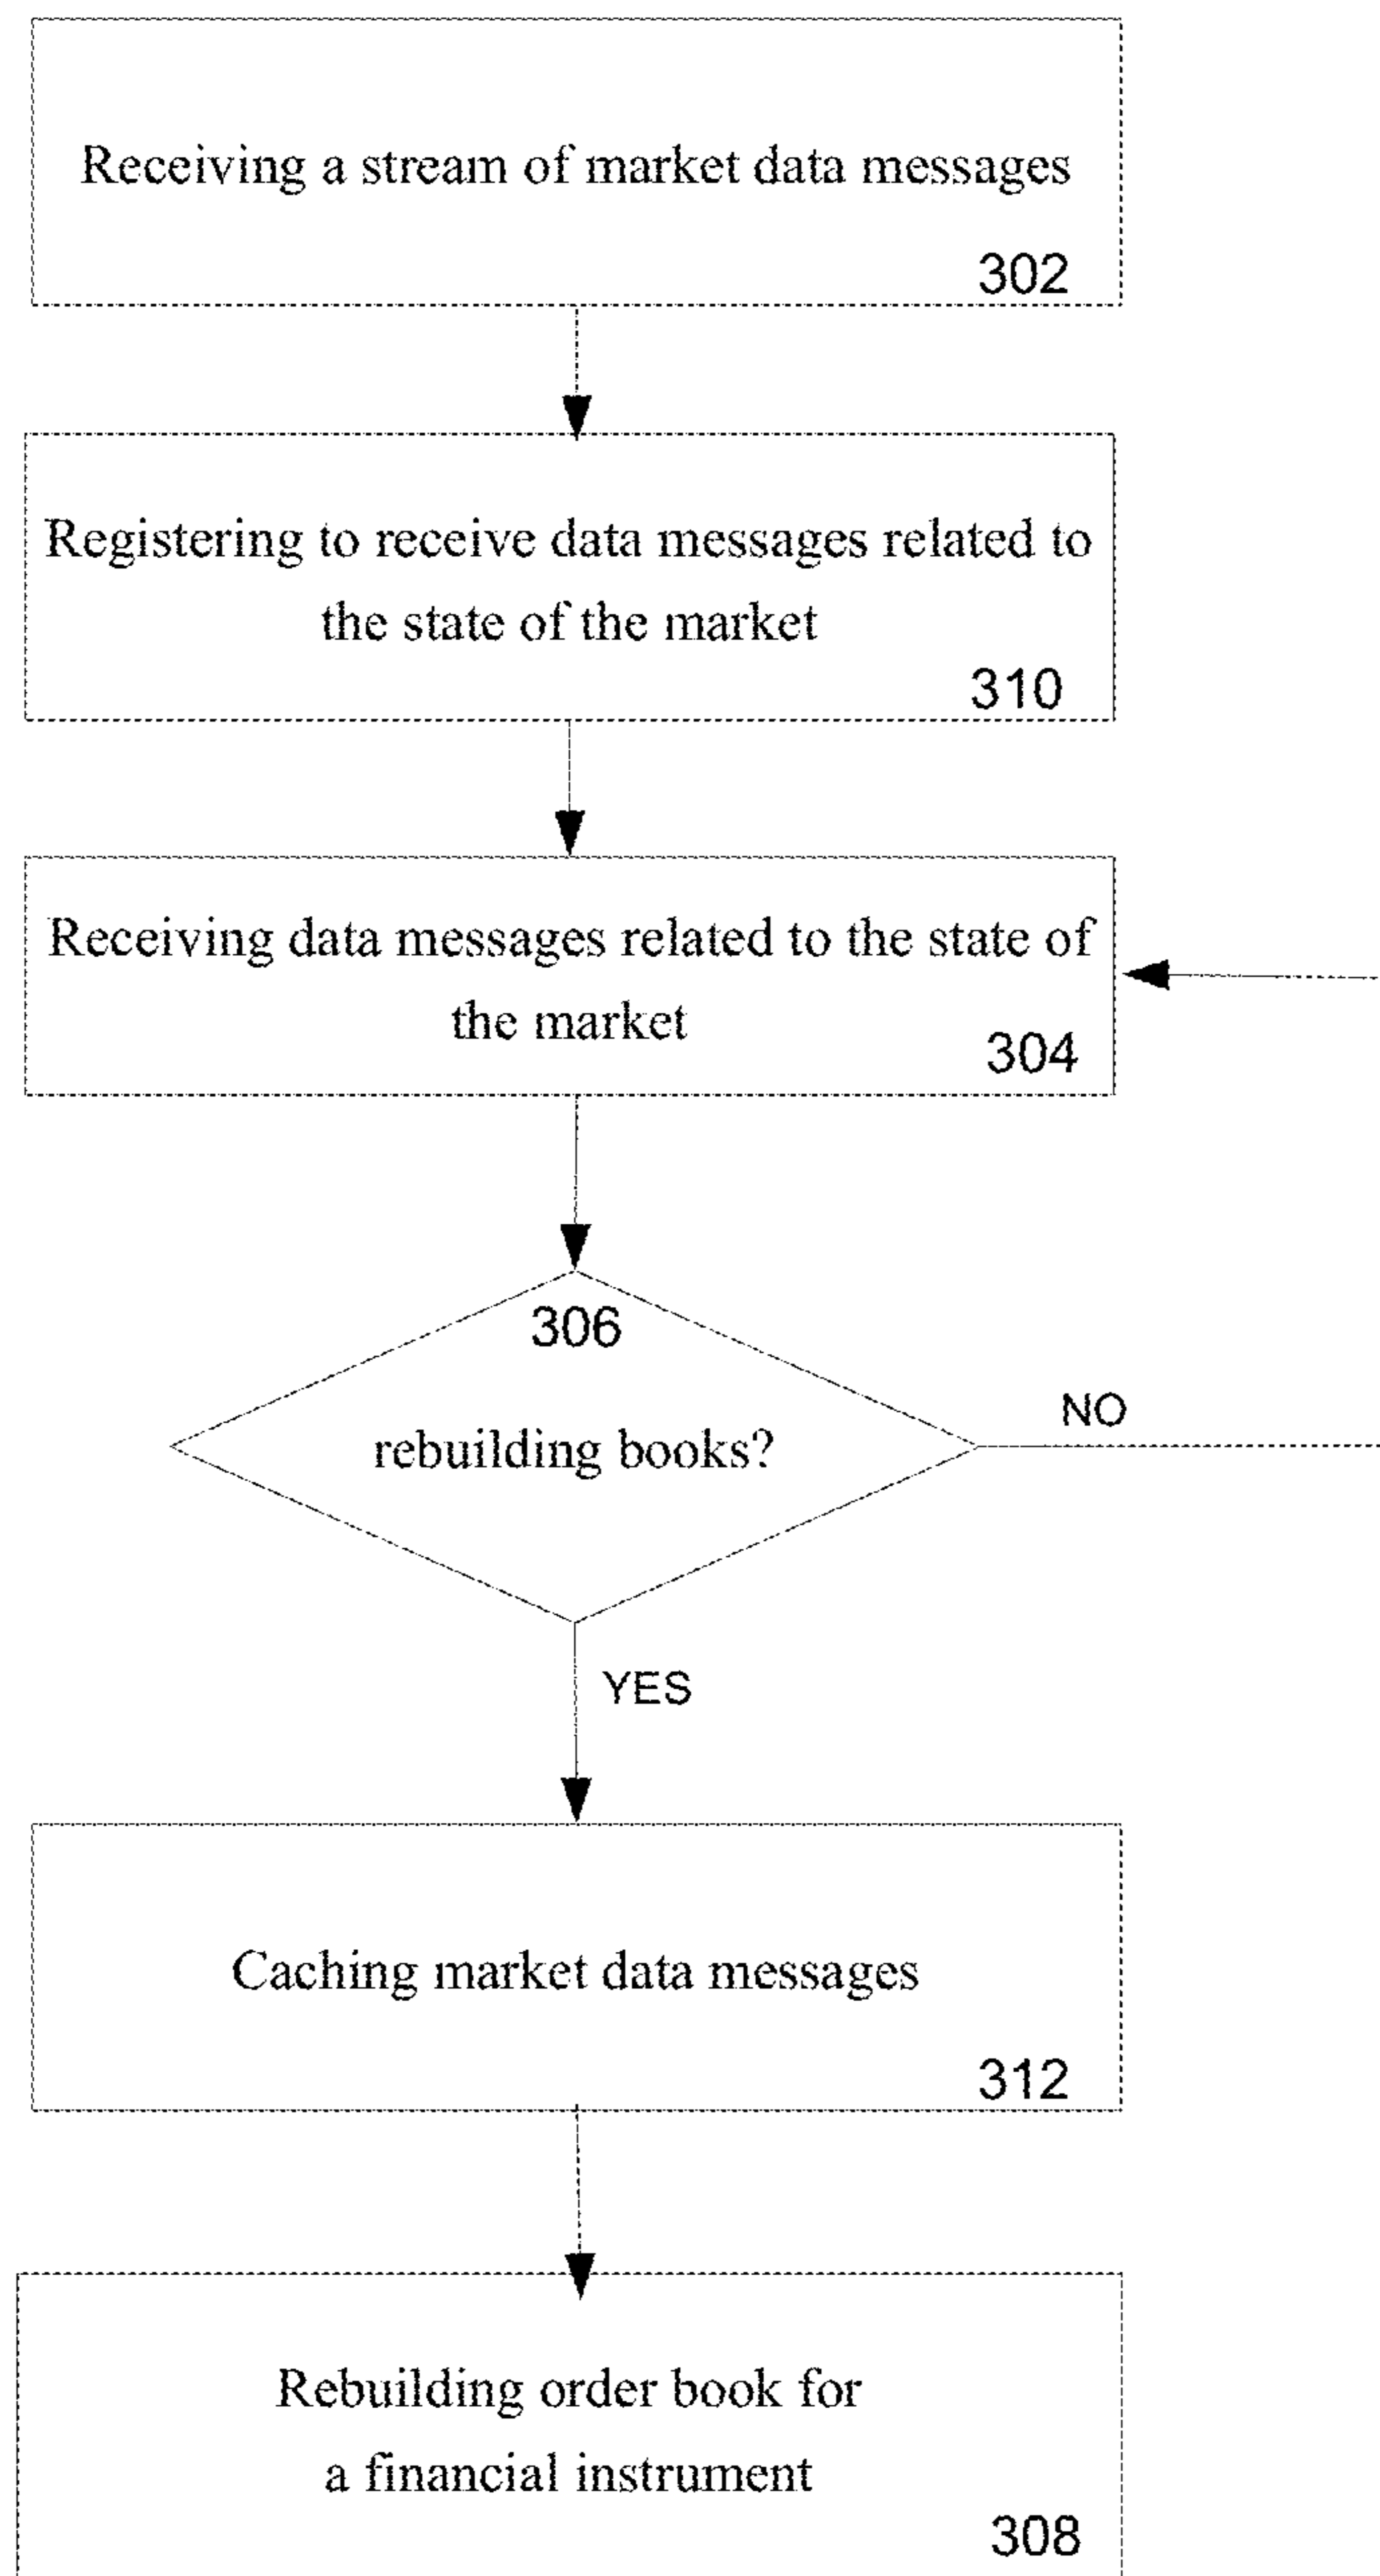 Receiving a stream of market data messages
302
Registering to receive data messages related to
the state of the market
310
Receiving data messages related to the state of
the market
304
306
rebuilding books?
NO
YES
Caching market data messages
312
Rebuilding order book for
a financial instrument
308